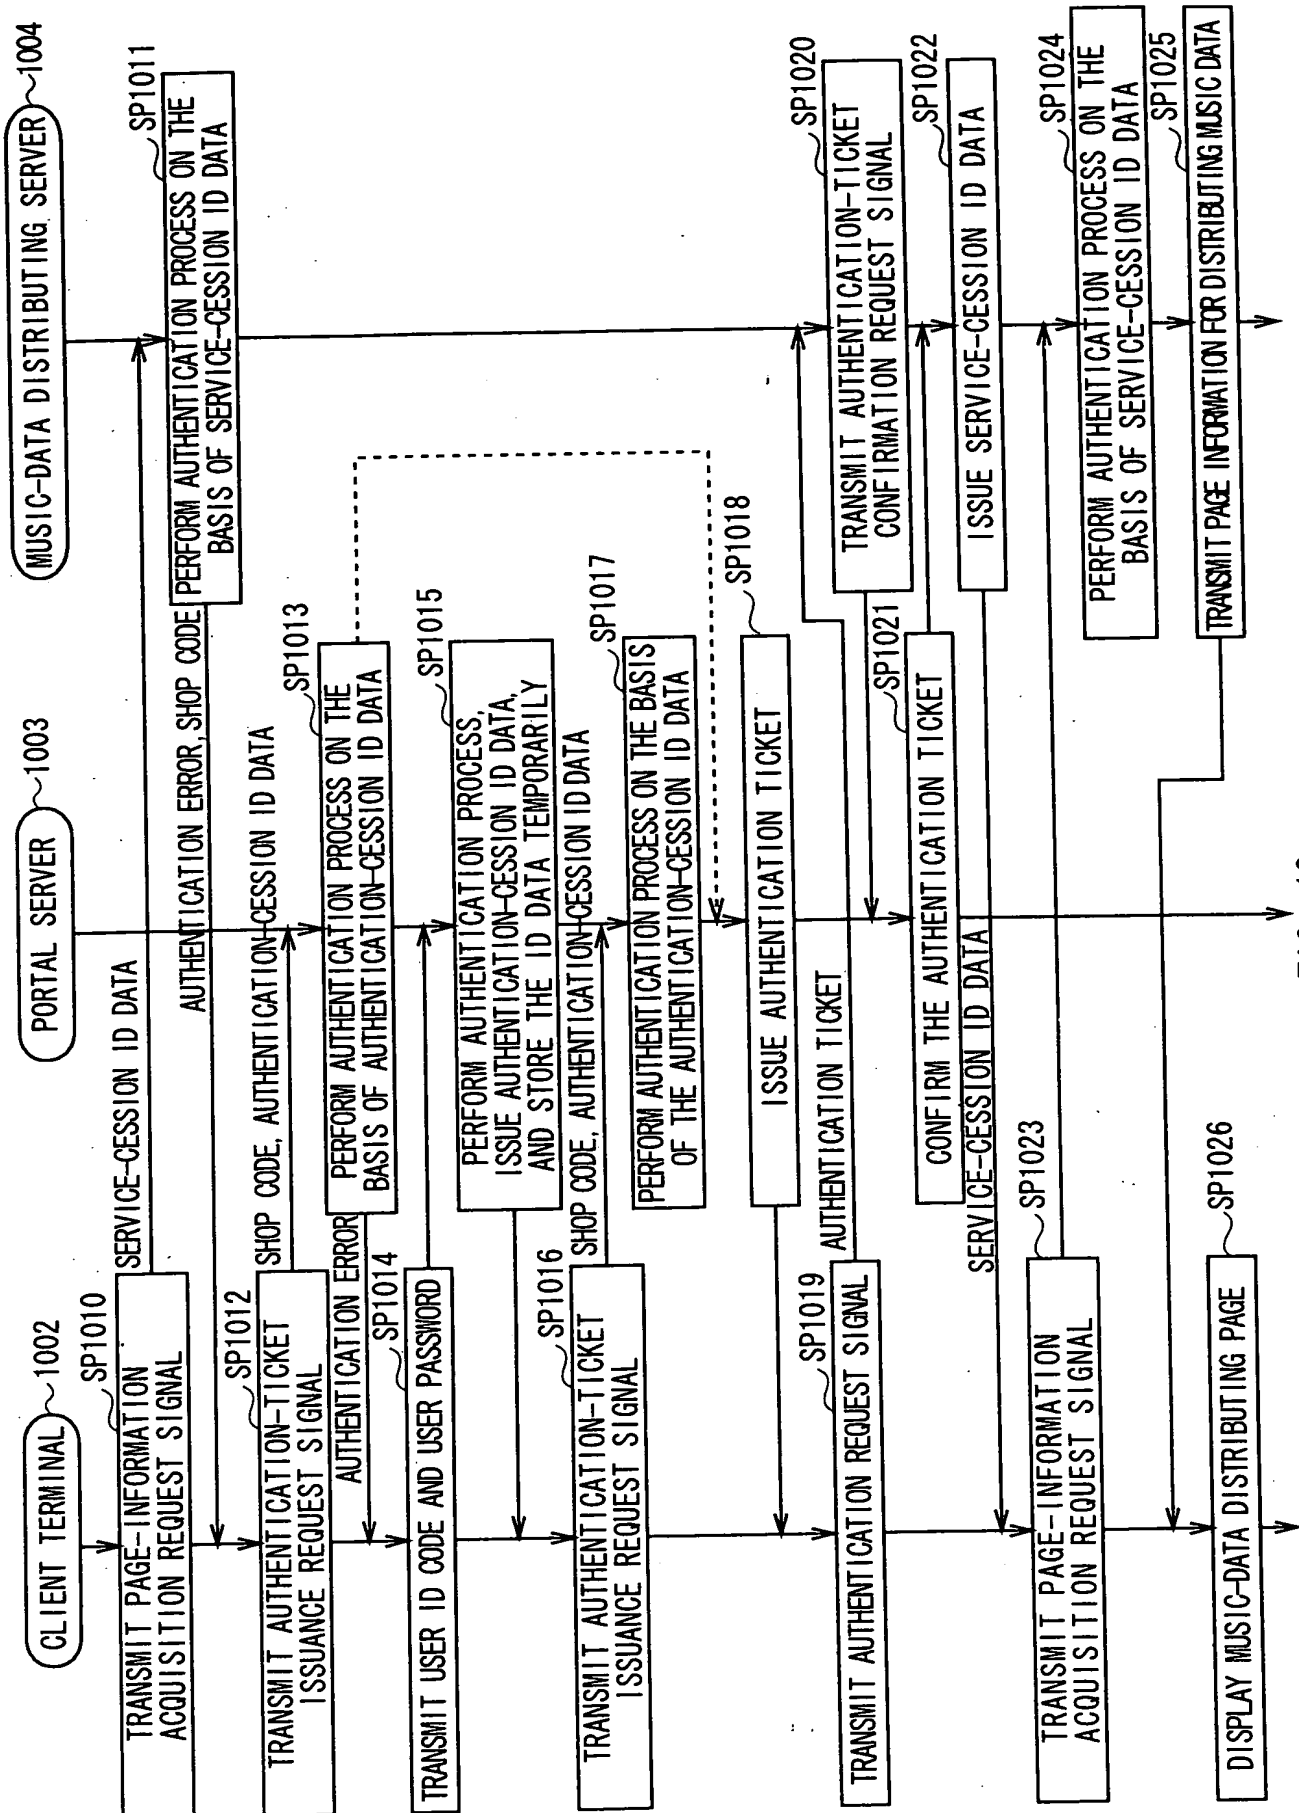 CLIENT TERMINAL
1002
PORTAL SERVER
1003
MUSIC-DATA DISTRIBUTING SERVER
1004
SP1010
TRANSMIT PAGE-INFORMATION
ACQUISITION REQUEST SIGNAL
SERVICE-CESSION ID DATA
SP1011
PERFORM AUTHENTICATION PROCESS ON THE
BASIS OF SERVICE-CESSION ID DATA
AUTHENTICATION ERROR, SHOP CODE
SP1012
TRANSMIT AUTHENTICATION-TICKET
ISSUANCE REQUEST SIGNAL
SHOP CODE, AUTHENTICATION-CESSION ID DATA
SP1013
PERFORM AUTHENTICATION PROCESS ON THE
BASIS OF AUTHENTICATION-CESSION ID DATA
AUTHENTICATION ERROR
SP1014
TRANSMIT USER ID CODE AND USER PASSWORD
SP1015
PERFORM AUTHENTICATION PROCESS,
ISSUE AUTHENTICATION-CESSION ID DATA,
AND STORE THE ID DATA TEMPORARILY
SP1016
TRANSMIT AUTHENTICATION-TICKET
ISSUANCE REQUEST SIGNAL
SHOP CODE, AUTHENTICATION-CESSION ID DATA
SP1017
PERFORM AUTHENTICATION PROCESS ON THE BASIS
OF THE AUTHENTICATION-CESSION ID DATA
SP1018
ISSUE AUTHENTICATION TICKET
SP1019
TRANSMIT AUTHENTICATION REQUEST SIGNAL
AUTHENTICATION TICKET
SP1020
TRANSMIT AUTHENTICATION-TICKET
CONFIRMATION REQUEST SIGNAL
SP1021
CONFIRM THE AUTHENTICATION TICKET
SP1022
ISSUE SERVICE-CESSION ID DATA
SERVICE-CESSION ID DATA
SP1023
TRANSMIT PAGE-INFORMATION
ACQUISITION REQUEST SIGNAL
SP1024
PERFORM AUTHENTICATION PROCESS ON THE
BASIS OF SERVICE-CESSION ID DATA
SP1025
TRANSMIT PAGE INFORMATION FOR DISTRIBUTING MUSIC DATA
SP1026
DISPLAY MUSIC-DATA DISTRIBUTING PAGE